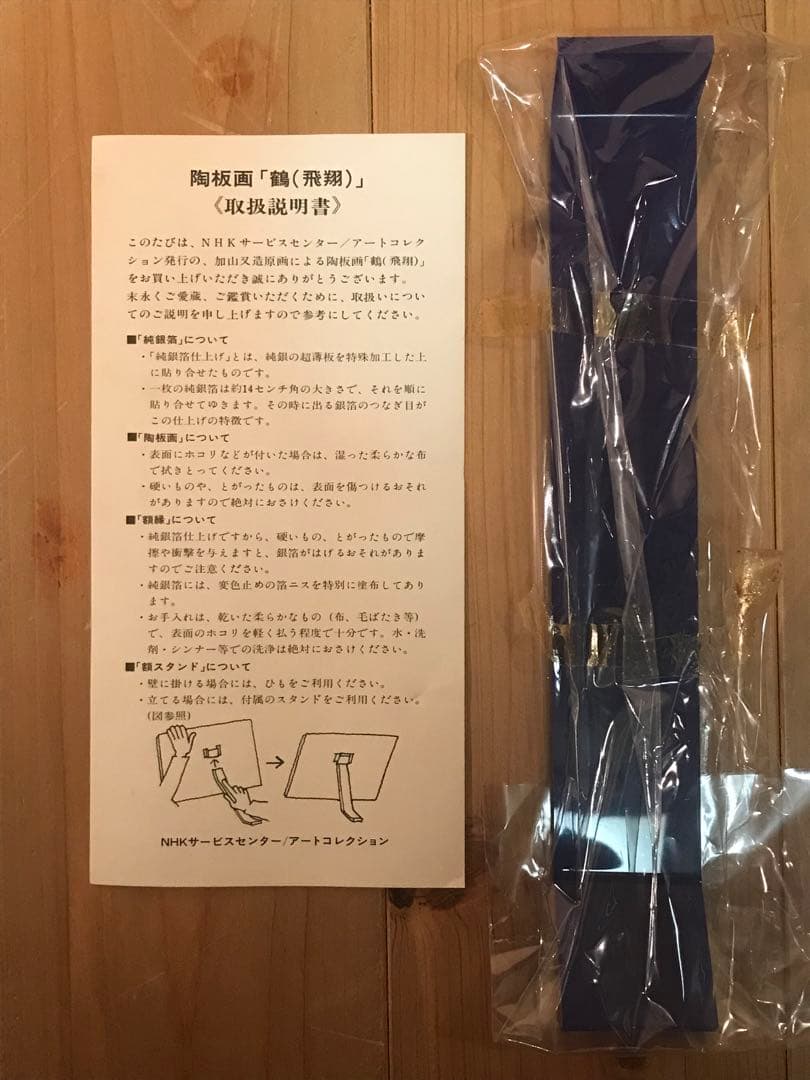 陶板画「鶴(飛翔)」
《取扱説明書》
このたびは、NHKサービスセンター/アートコレク
ション発行の、加山又造原画による陶板画「鶴(飛翔)」
をお買い上げいただき誠にありがとうございます。
末永くご愛蔵、ご鑑賞いただくために、取扱いについ
てのご説明を申し上げますので参考にしてください。
■「純銀箔」について
・「純銀箔仕上げ」とは、純銀の超薄板を特殊加工した上
に貼り合せたものです。
・一枚の純銀箔は約14センチ角の大きさで、それを順に
貼り合せてゆきます。その時に出る銀箔のつなぎ目が
この仕上げの特徴です。
■「陶板画」について
・表面にホコリなどが付いた場合は、湿った柔らかな布
で拭きとってください。
・硬いものや、とがったものは、表面を傷つけるおそれ
がありますので絶対におさけください。
■「額縁」について
・純銀箔仕上げですから、硬いもの、とがったもので摩
擦や衝撃を与えますと、銀箔がはげるおそれがありま
すのでご注意ください。
・純銀箔には、変色止めの箔ニスを特別に塗布してあり
ます。
・お手入れは、乾いた柔らかなもの(布、毛ばたき等)
で、表面のホコリを軽く払う程度で十分です。水・洗
剤・シンナー等での洗浄は絶対におさけください。
■「額スタンド」について
・壁に掛ける場合には、ひもをご利用ください。
・立てる場合には、付属のスタンドをご利用ください。
(図参照)
NHKサービスセンター/アートコレクション